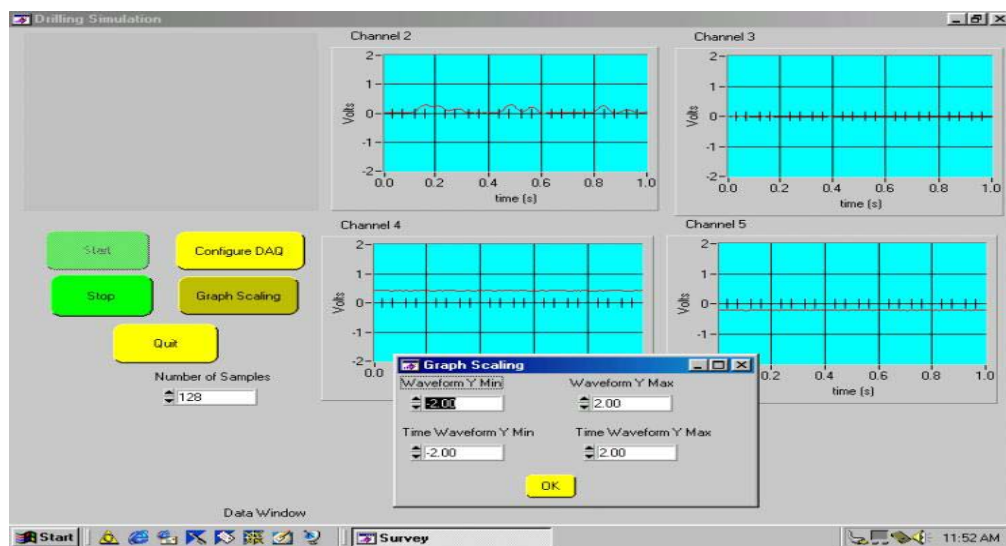 Drilling Simulation
Channel 2
Volts
2
1
0
-1
-2
0.0 0.2 0.4 0.6 0.8 1.0
time (s)
Channel 3
Volts
2
1
0
-1
-2
0.0 0.2 0.4 0.6 0.8 1.0
time (s)
Start
Configure DAQ
Stop
Graph Scaling
Quit
Number of Samples
128
Channel 4
Volts
2
1
0
-1
-2
0.0
Channel 5
Volts
2
1
0
-1
0.2 0.4 0.6 0.8 1.0
time (s)
Graph Scaling
Waveform Y Min
Waveform Y Max
-2.00
2.00
Time Waveform Y Min
Time Waveform Y Max
-2.00
2.00
OK
Data Window
Start
Survey
11:52 AM